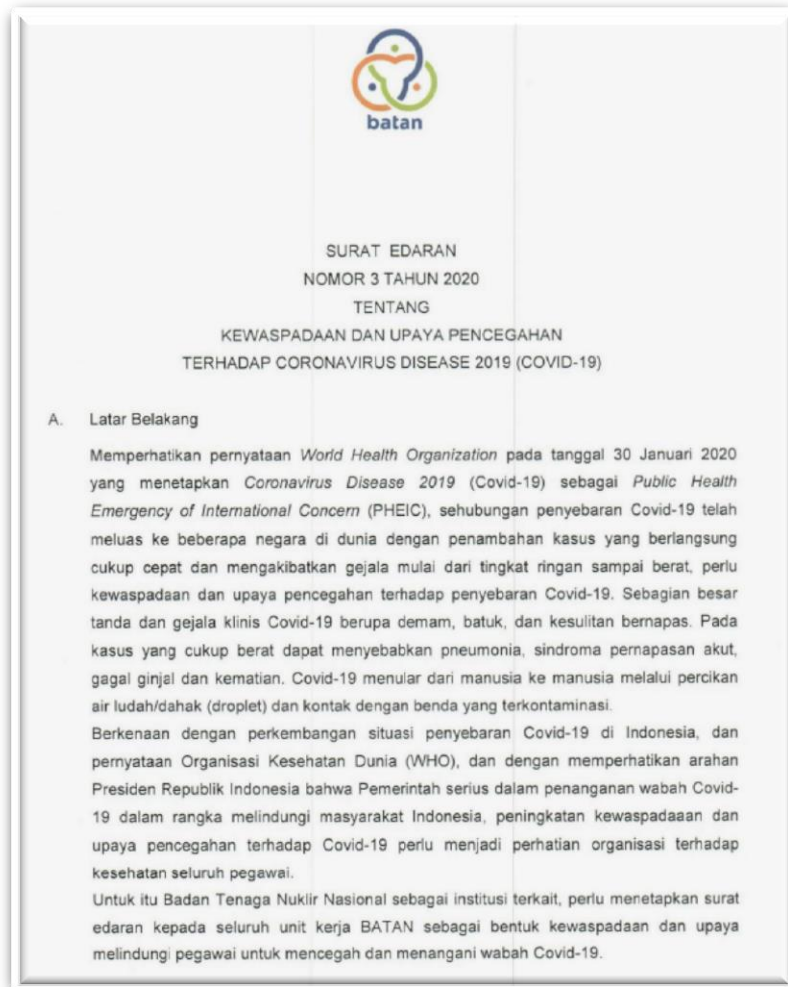 batan
SURAT EDARAN
NOMOR 3 TAHUN 2020
TENTANG
KEWASPADAAN DAN UPAYA PENCEGAHAN
TERHADAP CORONAVIRUS DISEASE 2019 (COVID-19)
A. Latar Belakang
Memperhatikan pernyataan World Health Organization pada tanggal 30 Januari 2020
yang menetapkan Coronavirus Disease 2019 (Covid-19) sebagai Public Health
Emergency of International Concern (PHEIC), sehubungan penyebaran Covid-19 telah
meluas ke beberapa negara di dunia dengan penambahan kasus yang berlangsung
cukup cepat dan mengakibatkan gejala mulai dari tingkat ringan sampai berat, perlu
kewaspadaan dan upaya pencegahan terhadap penyebaran Covid-19. Sebagian besar
tanda dan gejala klinis Covid-19 berupa demam, batuk, dan kesulitan bernapas. Pada
kasus yang cukup berat dapat menyebabkan pneumonia, sindroma pernapasan akut,
gagal ginjal dan kematian. Covid-19 menular dari manusia ke manusia melalui percikan
air ludah/dahak (droplet) dan kontak dengan benda yang terkontaminasi.
Berkenaan dengan perkembangan situasi penyebaran Covid-19 di Indonesia, dan
pernyataan Organisasi Kesehatan Dunia (WHO), dan dengan memperhatikan arahan
Presiden Republik Indonesia bahwa Pemerintah serius dalam penanganan wabah Covid-
19 dalam rangka melindungi masyarakat Indonesia, peningkatan kewaspadaaan dan
upaya pencegahan terhadap Covid-19 perlu menjadi perhatian organisasi terhadap
kesehatan seluruh pegawai.
Untuk itu Badan Tenaga Nuklir Nasional sebagai institusi terkait, perlu menetapkan surat
edaran kepada seluruh unit kerja BATAN sebagai bentuk kewaspadaan dan upaya
melindungi pegawai untuk mencegah dan menangani wabah Covid-19.